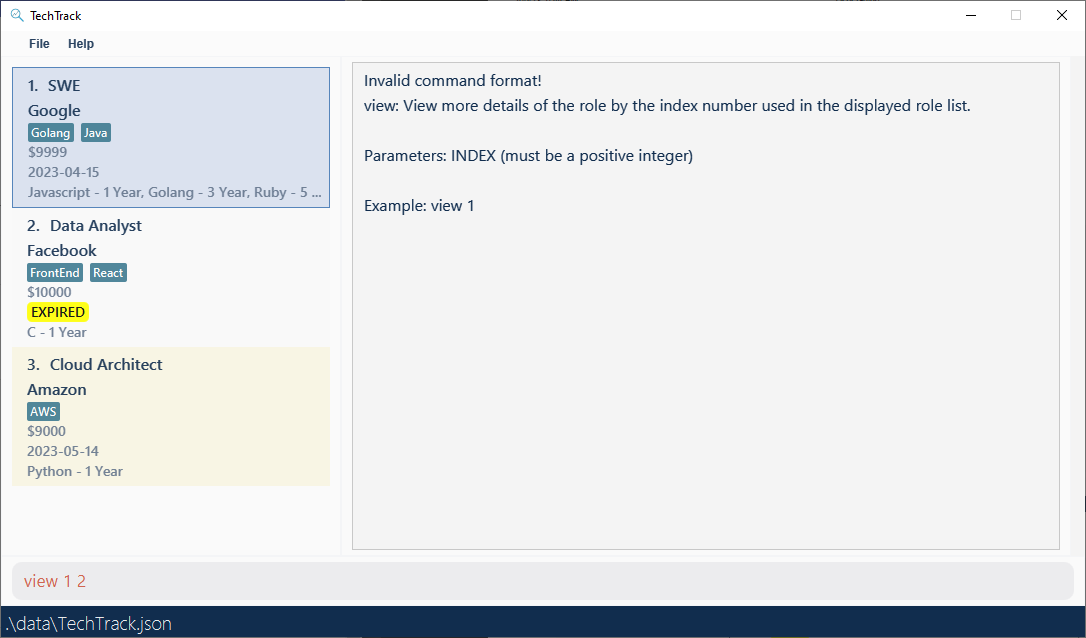 TechTrack
File Help
1. SWE
Google
Golang Java
$9999
2023-04-15
Javascript - 1 Year, Golang - 3 Year, Ruby - 5 ...
2. Data Analyst
Facebook
FrontEnd React
$10000
EXPIRED
C - 1 Year
3. Cloud Architect
Amazon
AWS
$9000
2023-05-14
Python - 1 Year
Invalid command format!
view: View more details of the role by the index number used in the displayed role list.
Parameters: INDEX (must be a positive integer)
Example: view 1
view 1 2
.\data\TechTrack.json